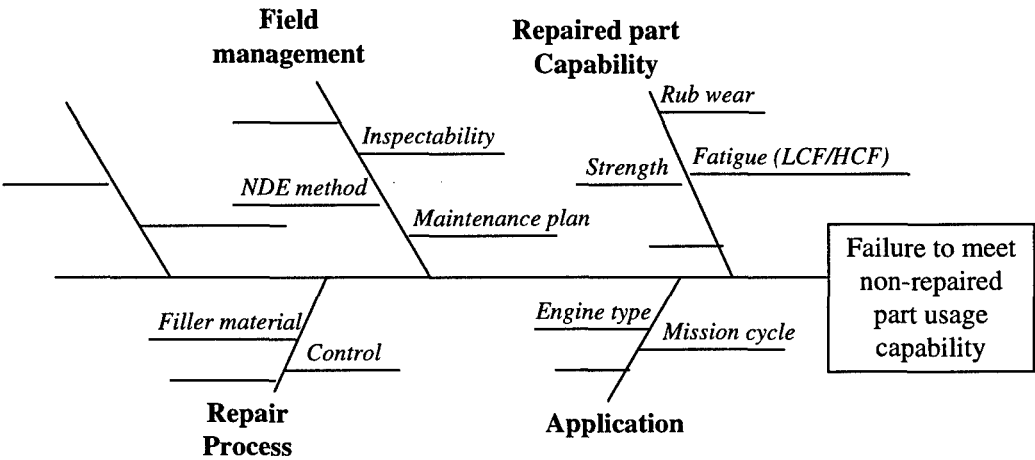 Field
management
Repaired part
Capability
Rub wear
Inspectability
Strength
Fatigue (LCF/HCF)
NDE method
Maintenance plan
Failure to meet
non-repaired
part usage
capability
Filler material
Control
Engine type
Mission cycle
Repair
Process
Application